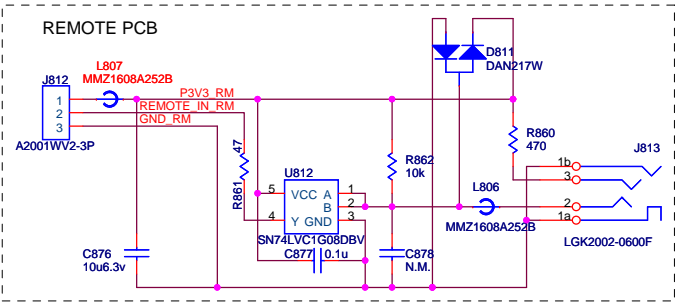 REMOTE PCB
L807
MMZ1608A252B
J812
1
2
3
A2001WV2-3P
P3V3_RM
REMOTE_IN_RM
GND_RM
D811
DAN217W
R861 47
U812
5 VCC A 1
B 2
4 Y GND 3
SN74LVC1G08DBV
C877 0.1u
R862
10k
R860
470
J813
1b
3
2
1a
LGK2002-0600F
L806
MMZ1608A252B
C876
10u6.3v
C878
N.M.